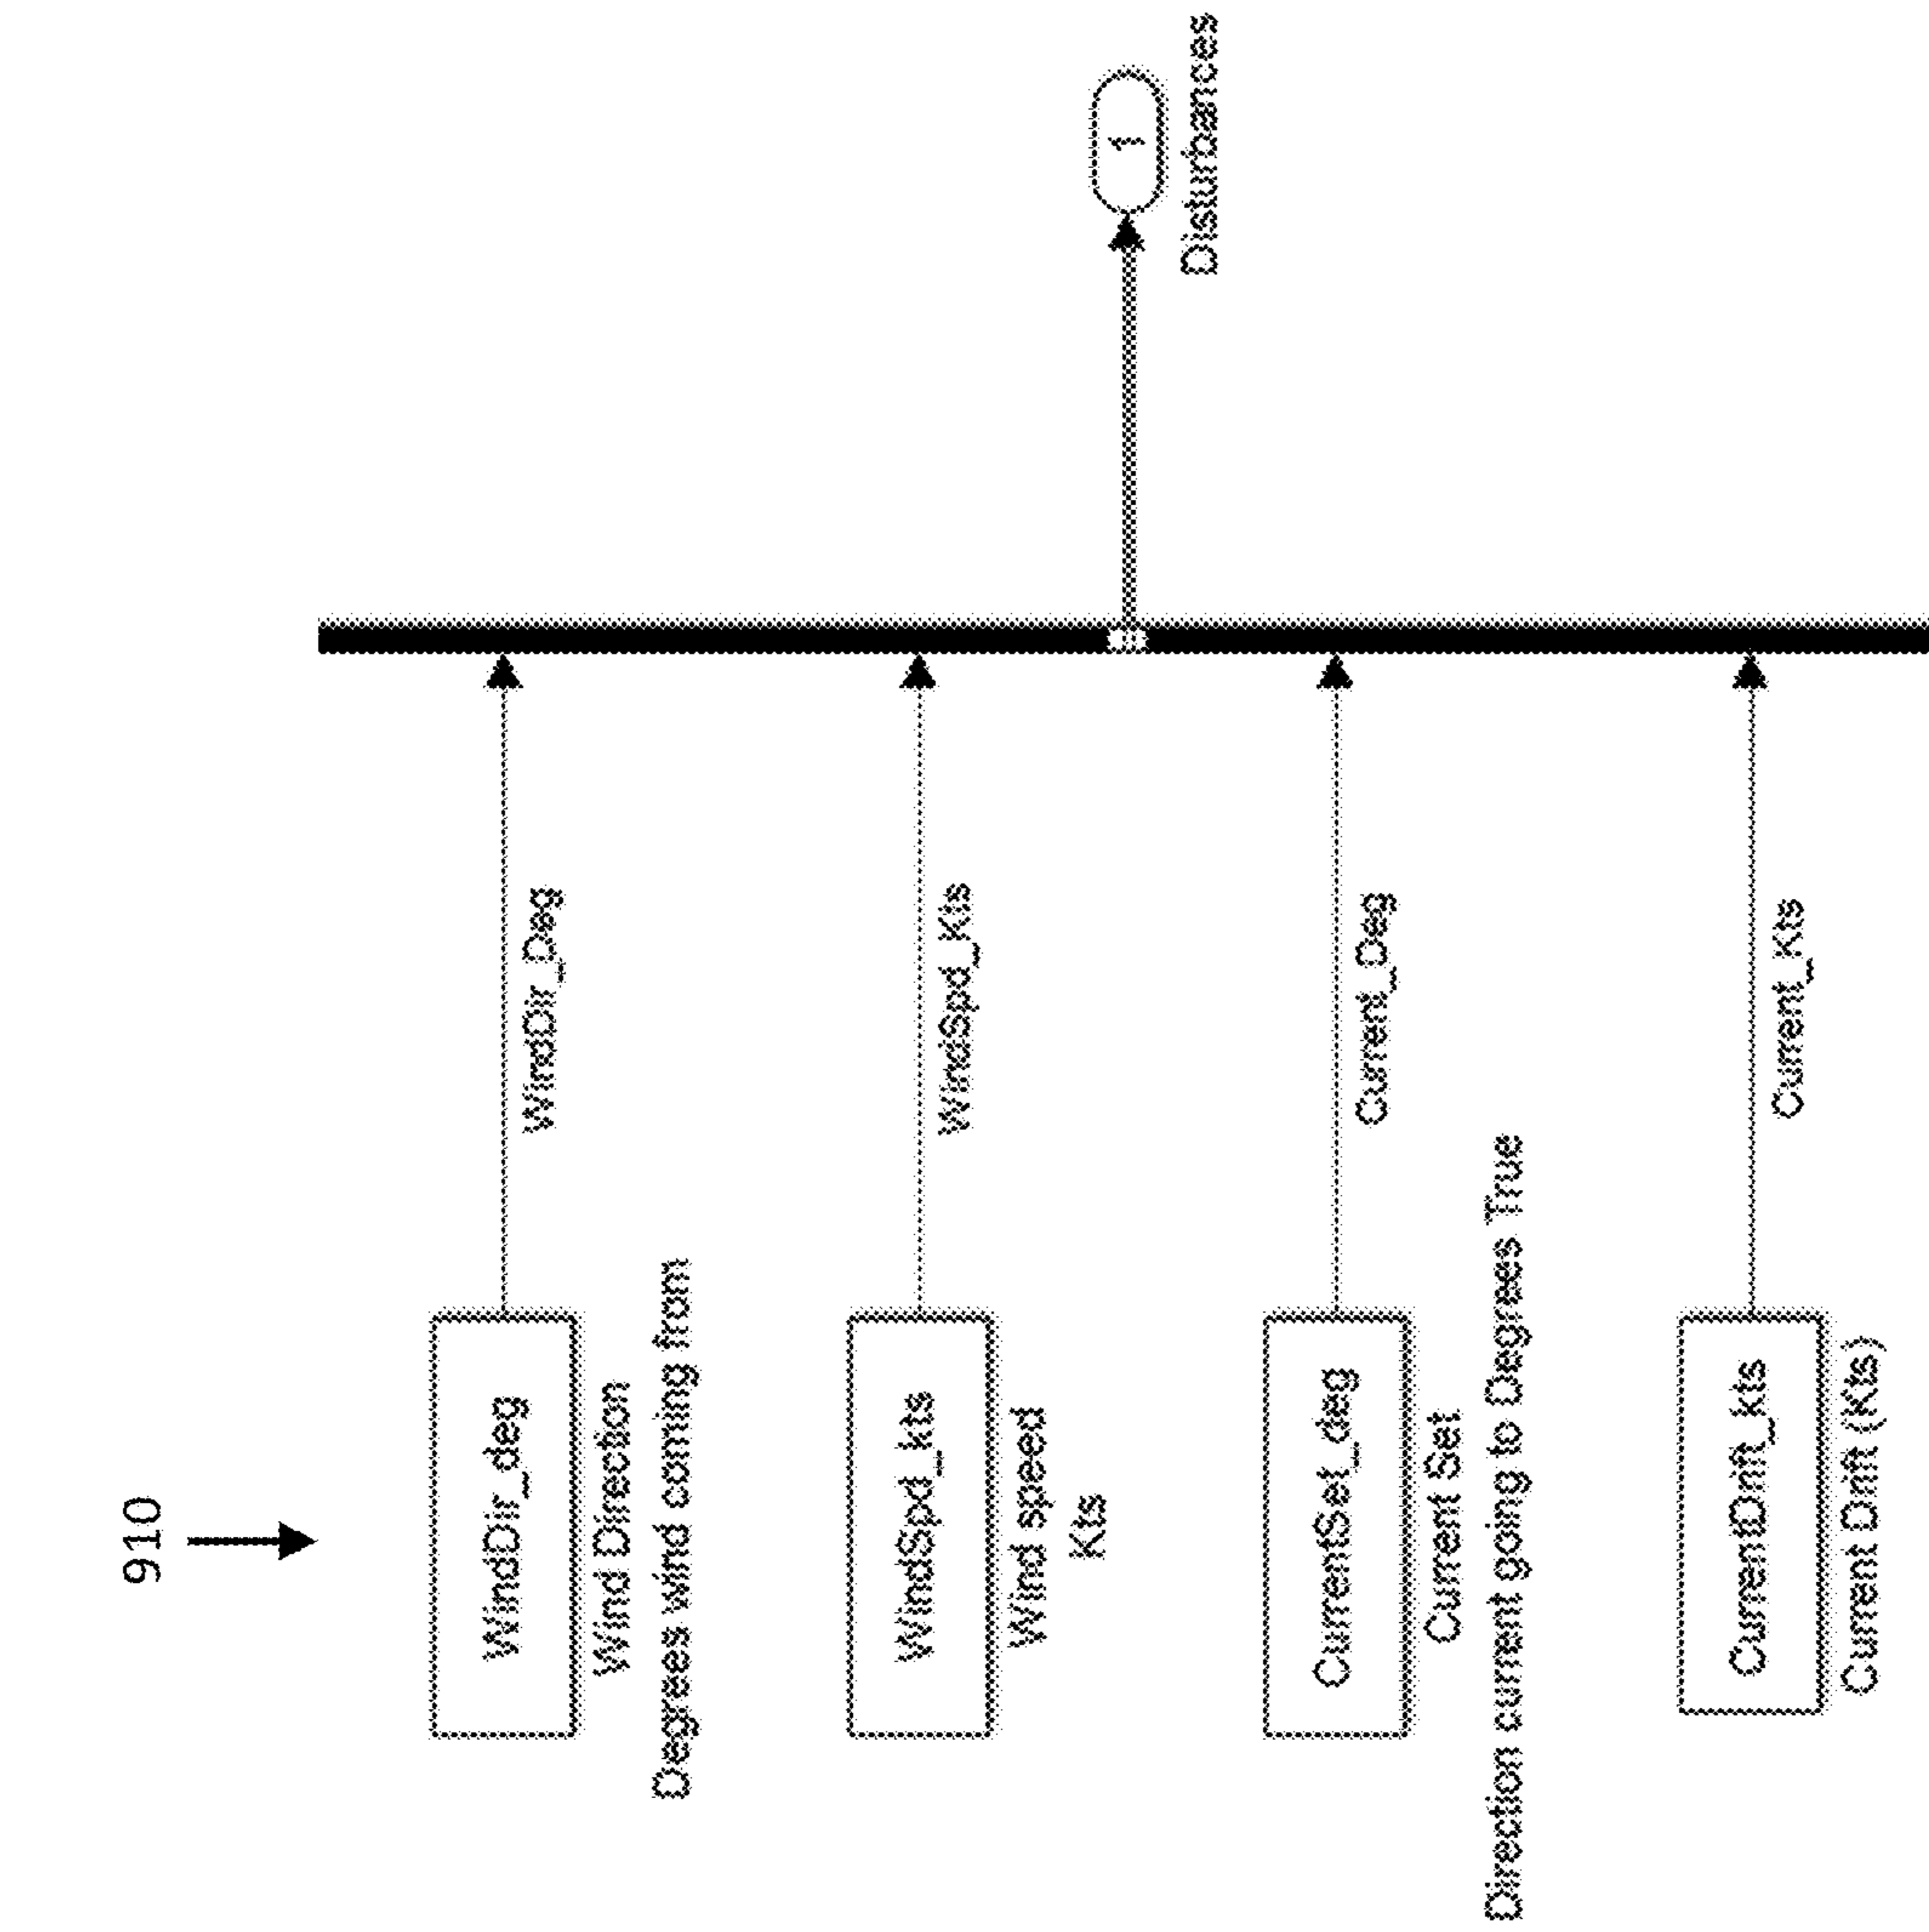 910
WindDir_deg
Wind Direction
Degrees wind coming from
WindDir_Deg
WindSpd_kts
Wind speed
Kts
WindSpd_Kts
1
Disturbances
CurrentSet_deg
Current Set
Direction current going to Degrees True
Current_Deg
CurrentDrift_kts
Current Drift (Kts)
Current_Kts